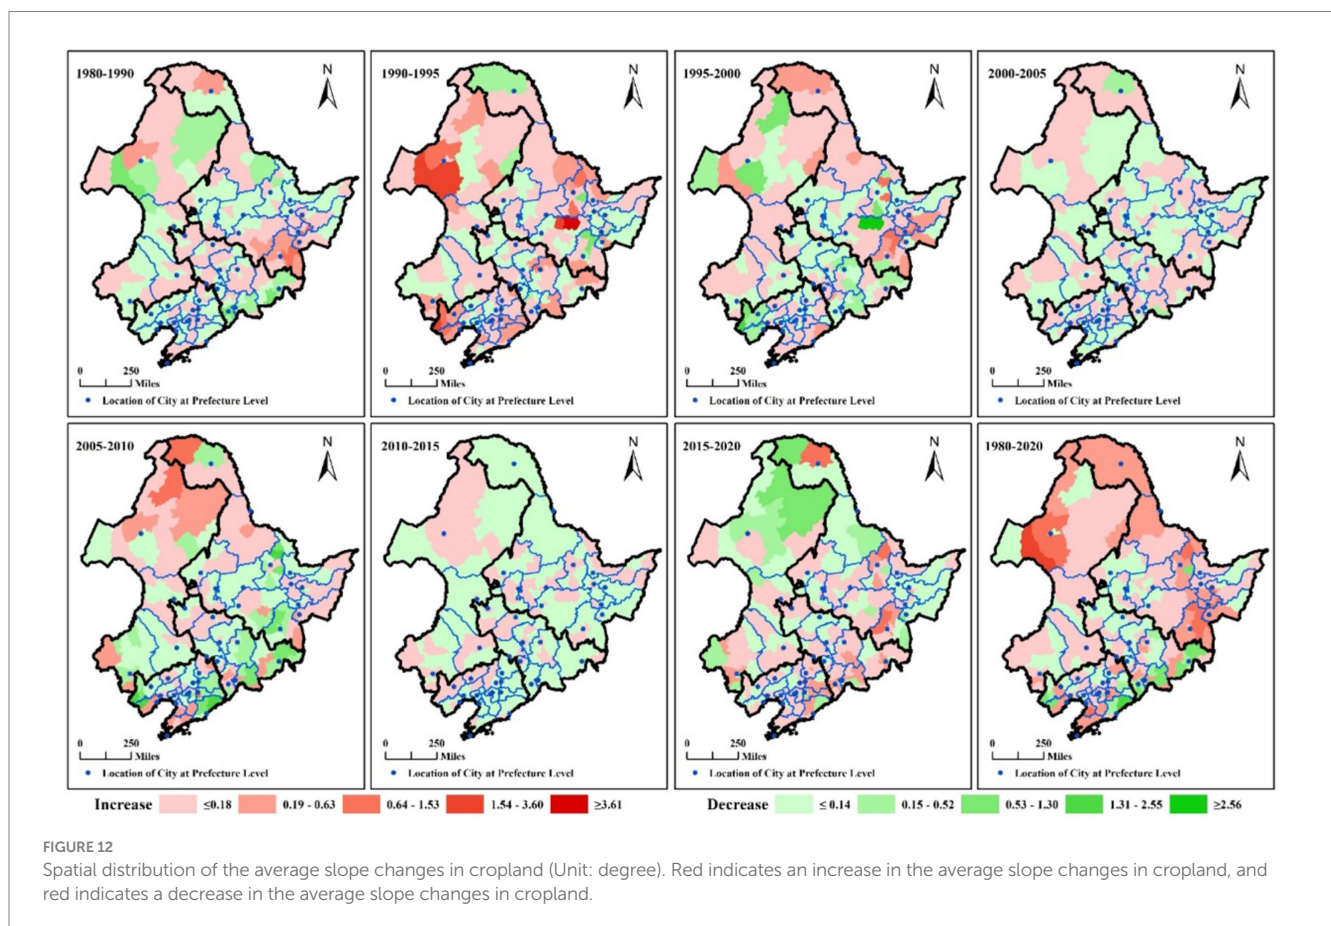 1980-1990
N
0 250
Miles
Location of City at Prefecture Level
1990-1995
N
0 250
Miles
Location of City at Prefecture Level
1995-2000
N
0 250
Miles
Location of City at Prefecture Level
2000-2005
N
0 250
Miles
Location of City at Prefecture Level
2005-2010
N
0 250
Miles
Location of City at Prefecture Level
2010-2015
N
0 250
Miles
Location of City at Prefecture Level
2015-2020
N
0 250
Miles
Location of City at Prefecture Level
1980-2020
N
0 250
Miles
Location of City at Prefecture Level
Increase ≤0.18 0.19 - 0.63 0.64 - 1.53 1.54 - 3.60 ≥3.61 Decrease ≤ 0.14 0.15 - 0.52 0.53 - 1.30 1.31 - 2.55 ≥2.56
FIGURE 12
Spatial distribution of the average slope changes in cropland (Unit: degree). Red indicates an increase in the average slope changes in cropland, and
red indicates a decrease in the average slope changes in cropland.